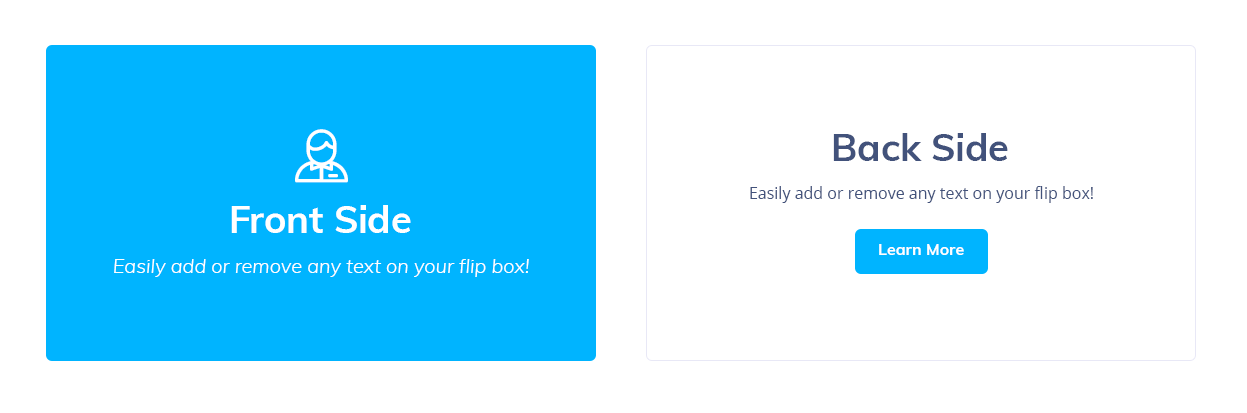 Front Side
Easily add or remove any text on your flip box!
Back Side
Easily add or remove any text on your flip box!
Learn More